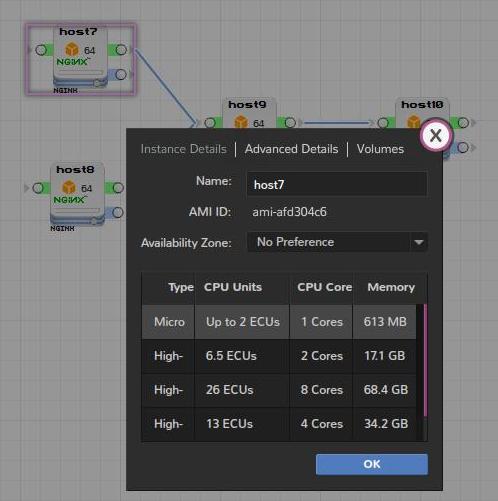 host7
64
NGINX™
NGINX
host9
64
host10
host8
64
NGINX™
NGINX
X
Instance Details | Advanced Details | Volumes
Name: host7
AMI ID: ami-afd304c6
Availability Zone: No Preference
Type CPU Units CPU Core Memory
Micro Up to 2 ECUs 1 Cores 613 MB
High- 6.5 ECUs 2 Cores 17.1 GB
High- 26 ECUs 8 Cores 68.4 GB
High- 13 ECUs 4 Cores 34.2 GB
OK